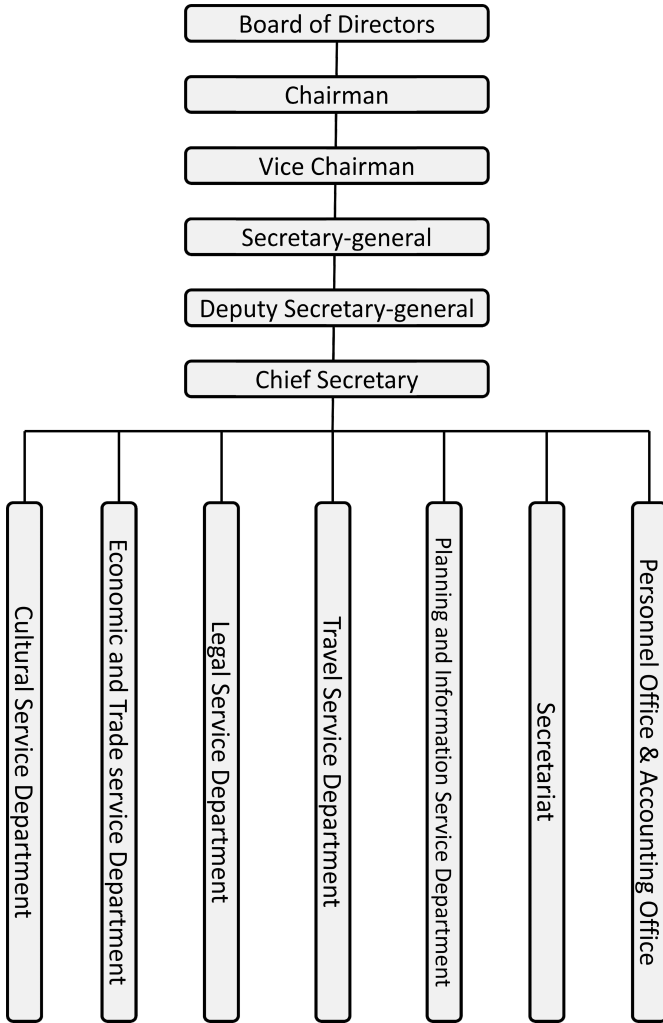 Board of Directors
Chairman
Vice Chairman
Secretary-general
Deputy Secretary-general
Chief Secretary
Cultural Service Department
Economic and Trade service Department
Legal Service Department
Travel Service Department
Planning and Information Service Department
Secretariat
Personnel Office & Accounting Office